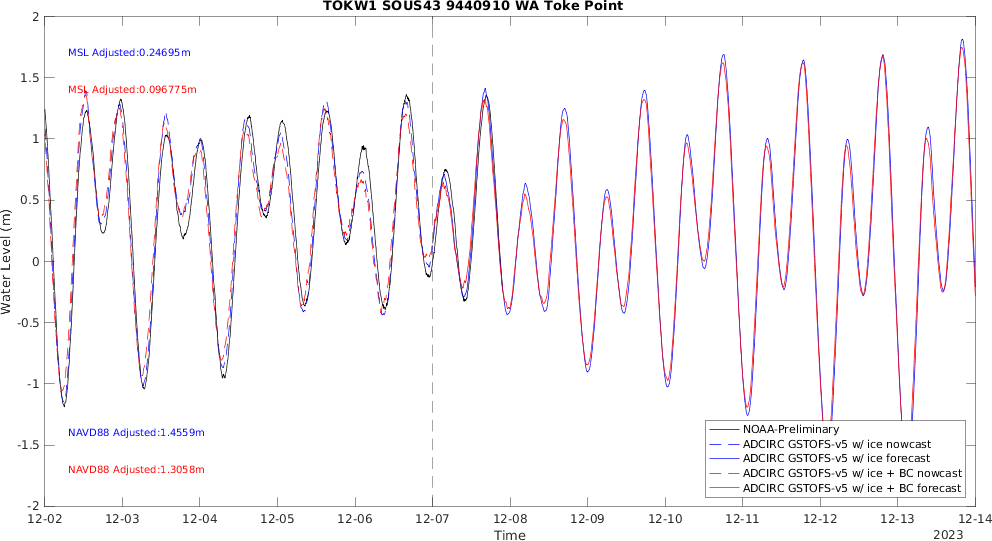 TOKW1 SOUS43 9440910 WA Toke Point
2
1.5
1
0.5
0
-0.5
-1
-1.5
-2
Water Level (m)
MSL Adjusted:0.24695m
MSL Adjusted:0.096775m
NAVD88 Adjusted:1.4559m
NAVD88 Adjusted:1.3058m
NOAA-Preliminary
ADCIRC GSTOFS-v5 w/ ice nowcast
ADCIRC GSTOFS-v5 w/ ice forecast
ADCIRC GSTOFS-v5 w/ ice + BC nowcast
ADCIRC GSTOFS-v5 w/ ice + BC forecast
12-02 12-03 12-04 12-05 12-06 12-07 12-08 12-09 12-10 12-11 12-12 12-13 12-14
Time
2023